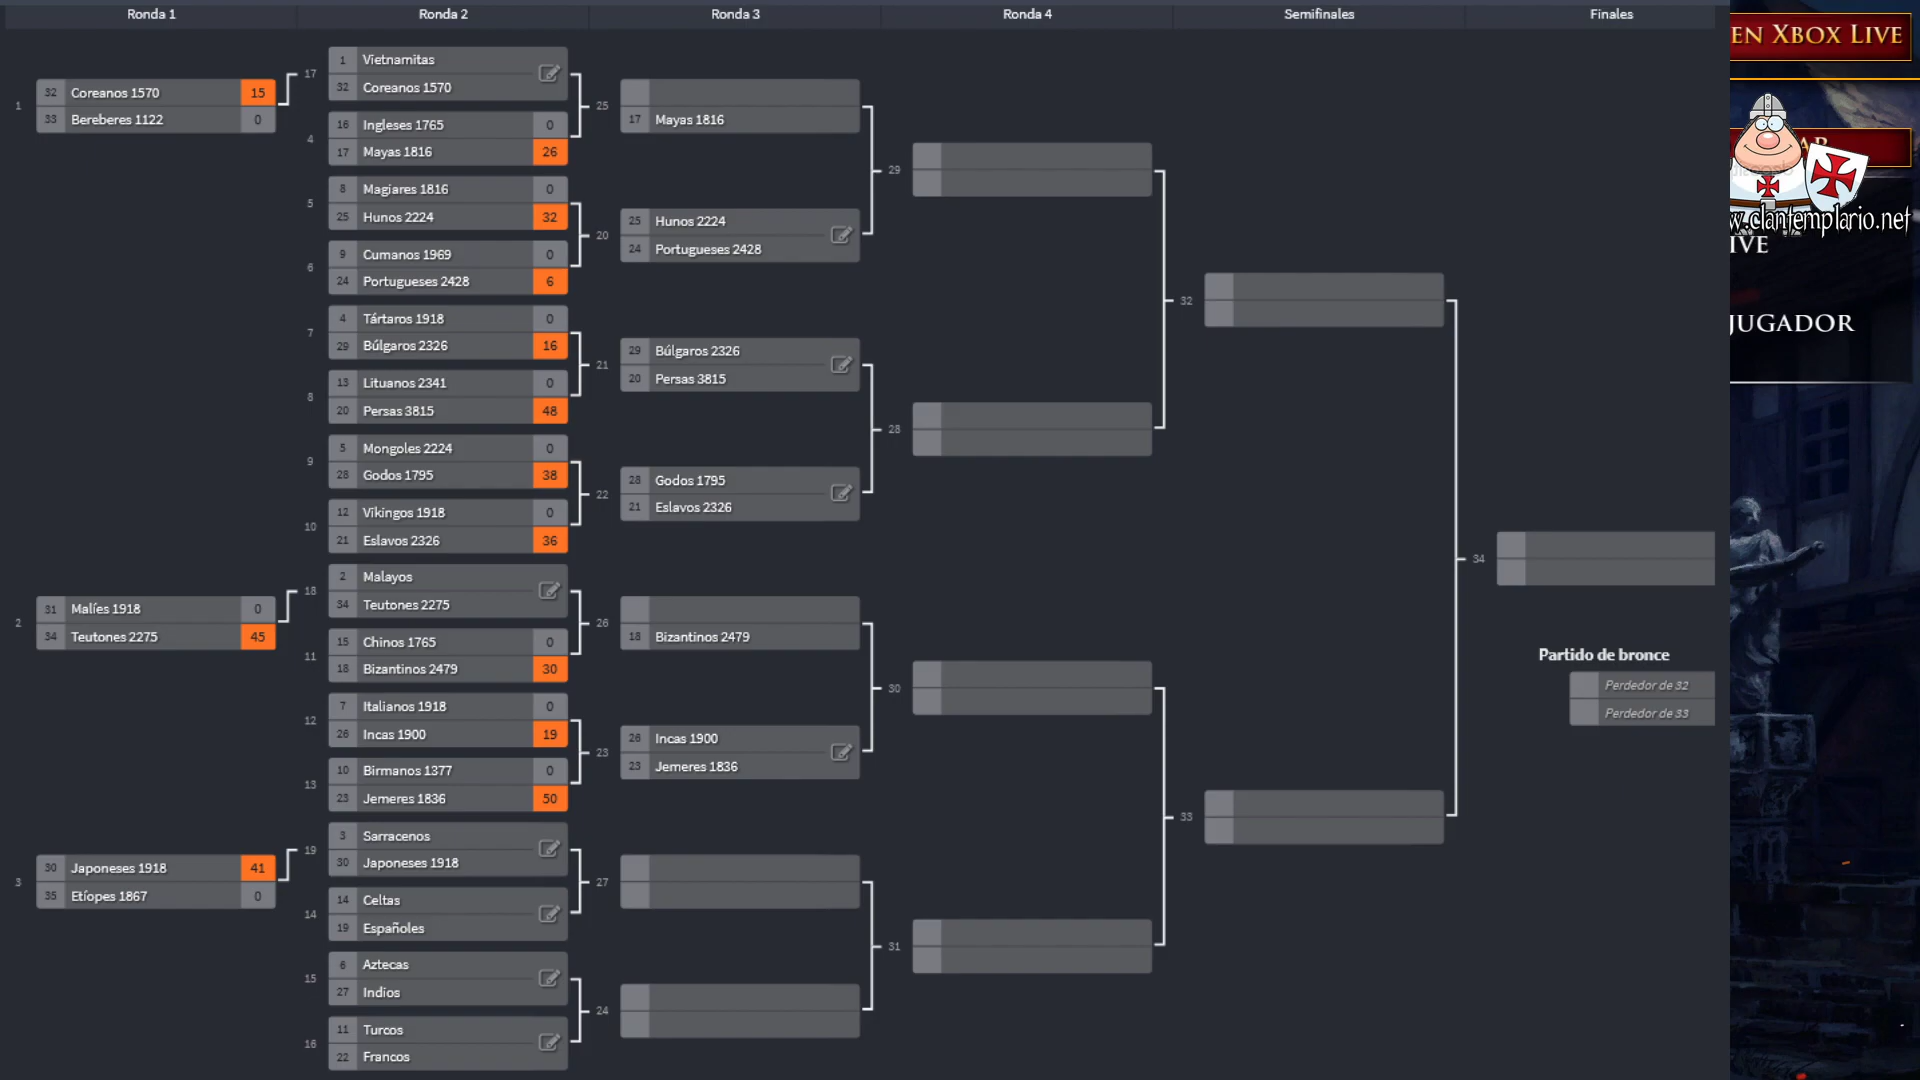 Ronda 1
Ronda 2
Ronda 3
Ronda 4
Semifinales
Finales
1
32 Coreanos 1570 15
33 Bereberes 1122 0
2
31 Malíes 1918 0
34 Teutones 2275 45
3
30 Japoneses 1918 41
35 Etíopes 1867 0
17
1 Vietnamitas
32 Coreanos 1570
4
16 Ingleses 1765 0
17 Mayas 1816 26
5
8 Magiares 1816 0
25 Hunos 2224 32
6
9 Cumanos 1969 0
24 Portugueses 2428 6
7
4 Tártaros 1918 0
29 Búlgaros 2326 16
8
13 Lituanos 2341 0
20 Persas 3815 48
9
5 Mongoles 2224 0
28 Godos 1795 38
10
12 Vikingos 1918 0
21 Eslavos 2326 36
18
2 Malayos
34 Teutones 2275
11
15 Chinos 1765 0
18 Bizantinos 2479 30
12
7 Italianos 1918 0
26 Incas 1900 19
13
10 Birmanos 1377 0
23 Jemeres 1836 50
19
3 Sarracenos
30 Japoneses 1918
14
14 Celtas
19 Españoles
15
6 Aztecas
27 Indios
16
11 Turcos
22 Francos
25
17 Mayas 1816
20
25 Hunos 2224
24 Portugueses 2428
21
29 Búlgaros 2326
20 Persas 3815
22
28 Godos 1795
21 Eslavos 2326
26
18 Bizantinos 2479
23
26 Incas 1900
23 Jemeres 1836
27
24
29
28
30
31
32
33
34
Partido de bronce
Perdedor de 32
Perdedor de 33
EN XBOX LIVE
w.clantemplario.net
IVE
JUGADOR